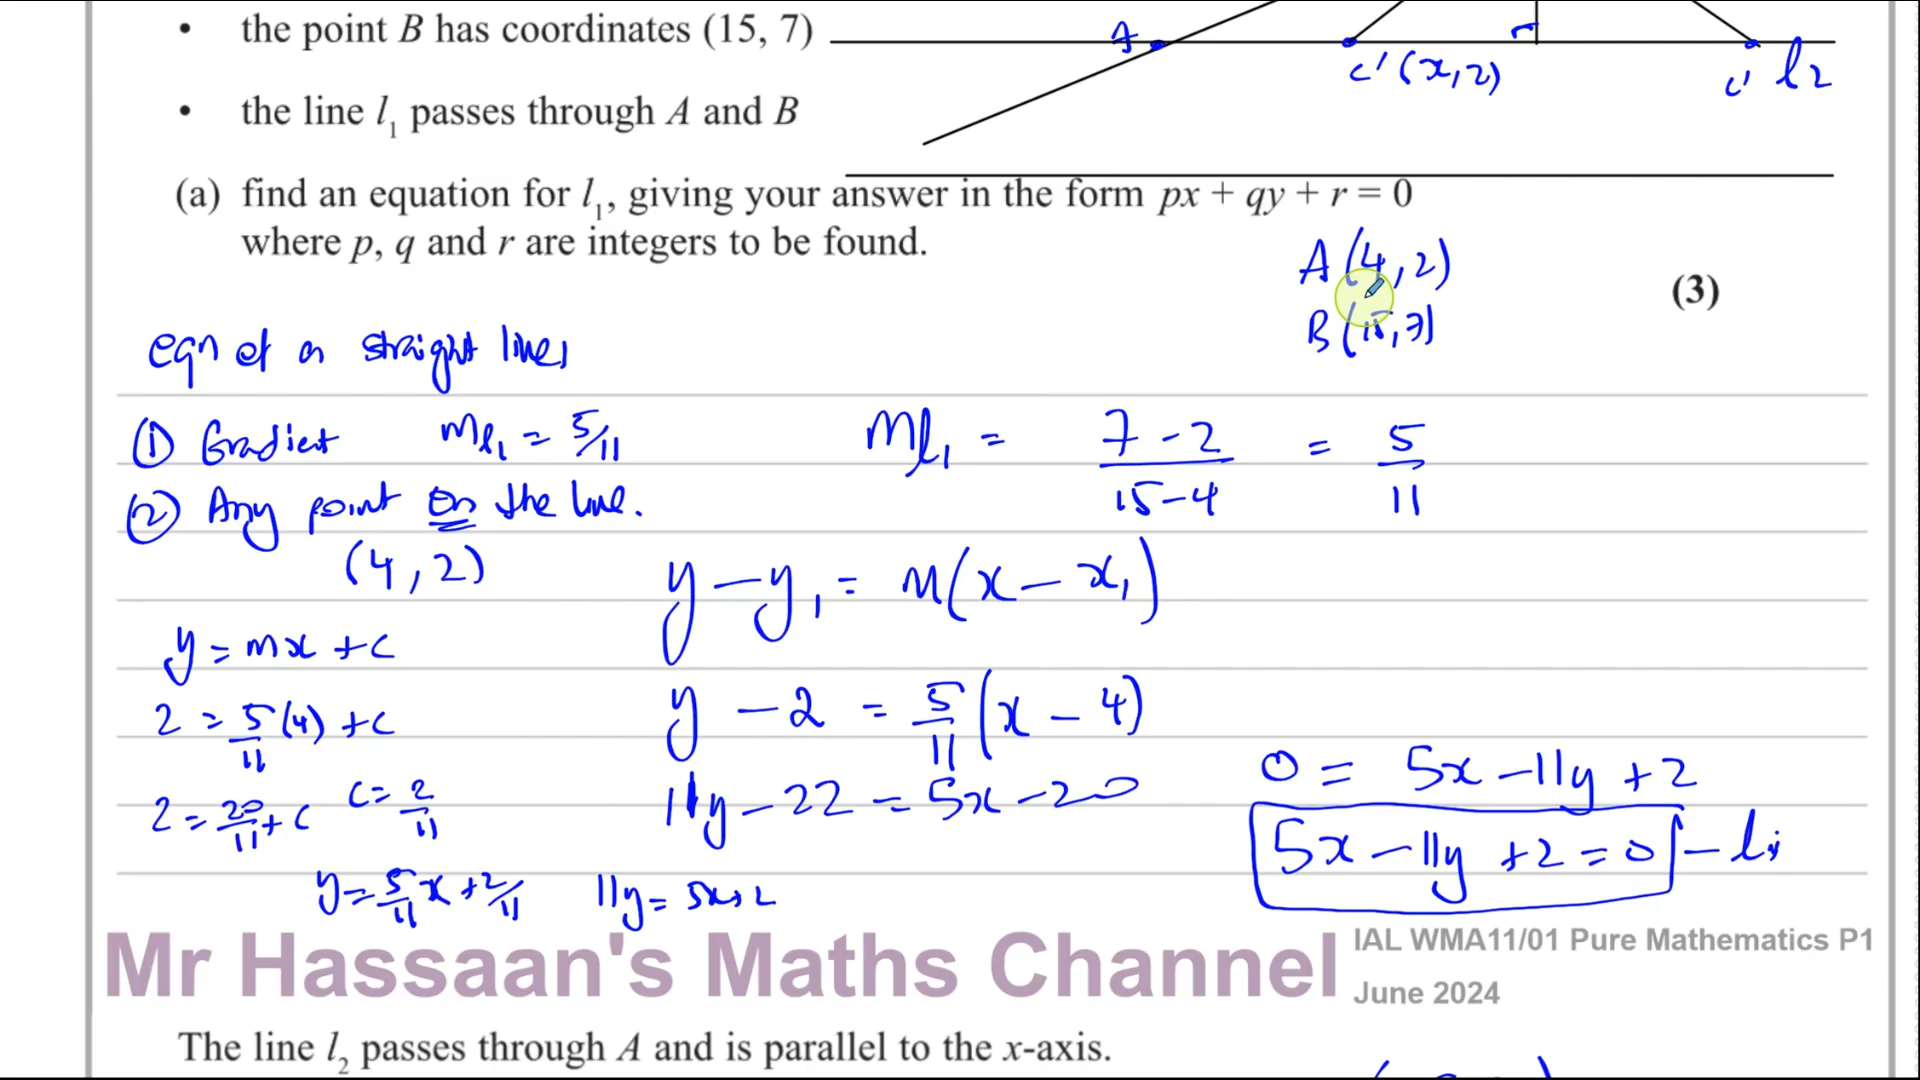 • the point B has coordinates (15, 7)
A
C'(x, 2)
C'
l2
• the line l1 passes through A and B
(a) find an equation for l1, giving your answer in the form px + qy + r = 0
where p, q and r are integers to be found.
A(4, 2)
(3)
B(15, 7)
eqn of a straight lines
① Gradient ml1 = 5/11
ml1 = 7 - 2 / 15 - 4 = 5/11
② Any point on the line.
(4, 2)
y - y1 = m(x - x1)
y = mx + c
2 = 5/11 (4) + c
y - 2 = 5/11 (x - 4)
0 = 5x - 11y + 2
2 = 20/11 + c c = 2/11
11y - 22 = 5x - 20
5x - 11y + 2 = 0 - l1
y = 5/11 x + 2/11 11y = 5x + 2
Mr Hassaan's Maths Channel
IAL WMA11/01 Pure Mathematics P1
June 2024
The line l2 passes through A and is parallel to the x-axis.